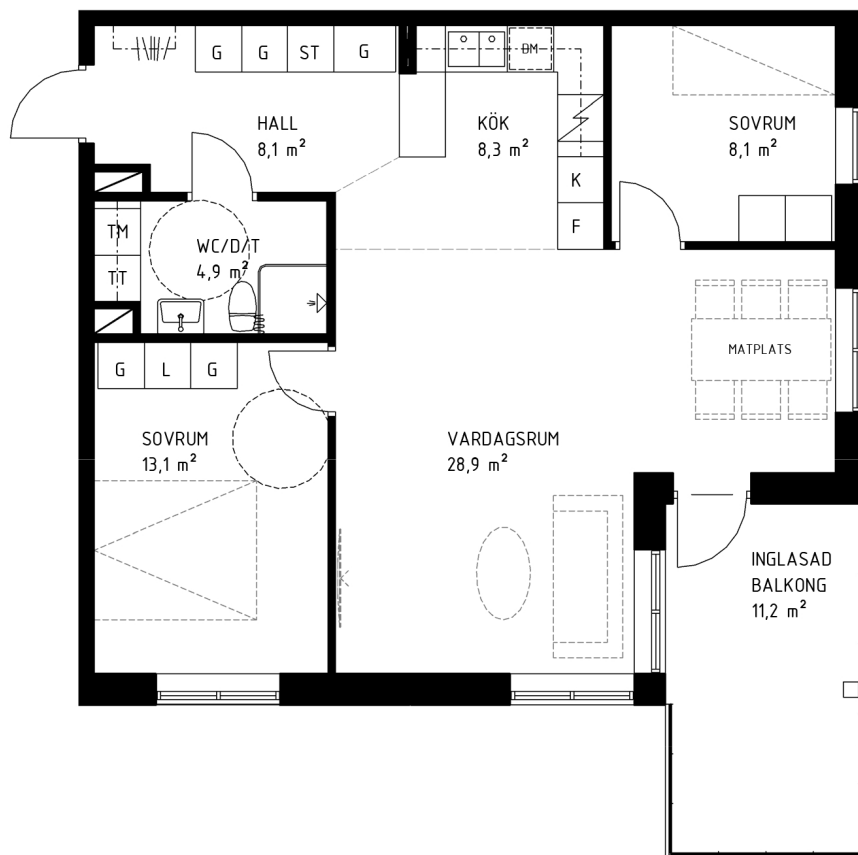 G
G
ST
G
DM
HALL
8,1 m²
KÖK
8,3 m²
SOVRUM
8,1 m²
K
F
TM
TT
WC/D/T
4,9 m²
MATPLATS
G
L
G
SOVRUM
13,1 m²
VARDAGSRUM
28,9 m²
INGLASAD
BALKONG
11,2 m²